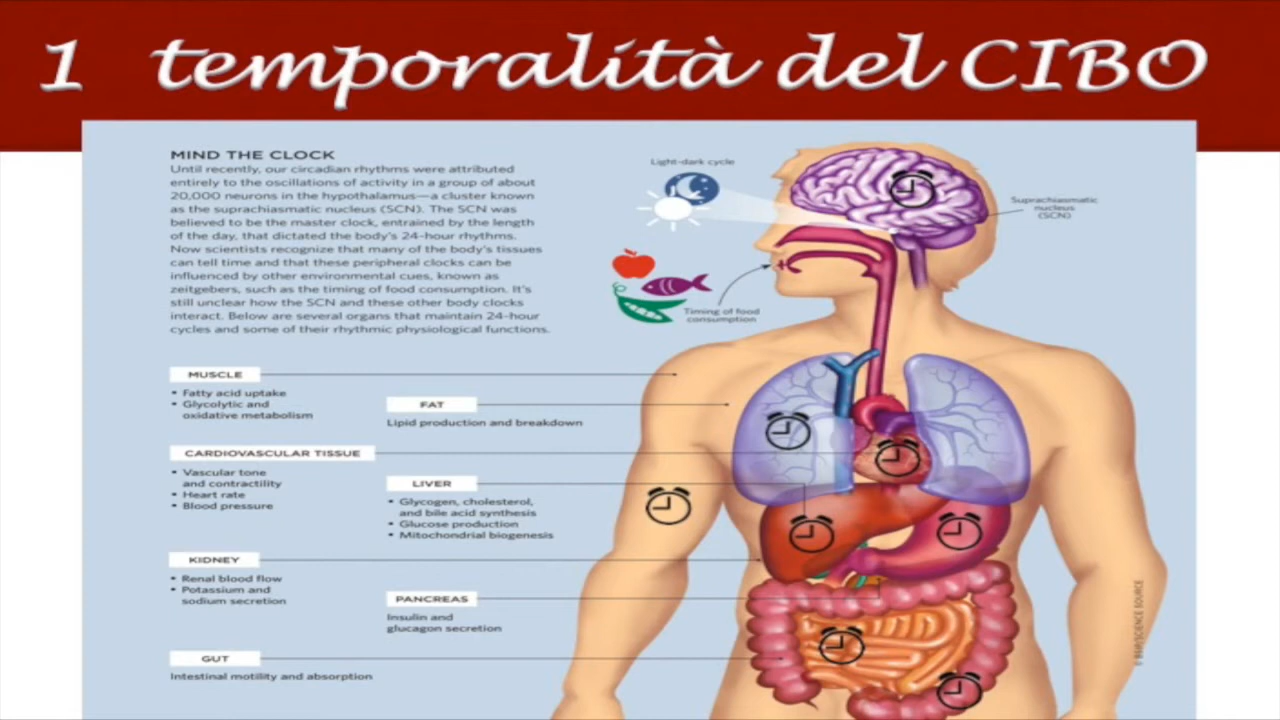 1 temporalità del CIBO
MIND THE CLOCK
Until recently, our circadian rhythms were attributed
entirely to the oscillations of activity in a group of about
20,000 neurons in the hypothalamus—a cluster known
as the suprachiasmatic nucleus (SCN). The SCN was
believed to be the master clock, entrained by the length
of the day, that dictated the body's 24-hour rhythms.
Now scientists recognize that many of the body's tissues
can tell time and that these peripheral clocks can be
influenced by other environmental cues, known as
zeitgebers, such as the timing of food consumption. It's
still unclear how the SCN and these other body clocks
interact. Below are several organs that maintain 24-hour
cycles and some of their rhythmic physiological functions.
Light-dark cycle
Suprachiasmatic
nucleus
(SCN)
Timing of food
consumption
MUSCLE
• Fatty acid uptake
• Glycolytic and
oxidative metabolism
FAT
Lipid production and breakdown
CARDIOVASCULAR TISSUE
• Vascular tone
and contractility
• Heart rate
• Blood pressure
LIVER
• Glycogen, cholesterol,
and bile acid synthesis
• Glucose production
• Mitochondrial biogenesis
KIDNEY
• Renal blood flow
• Potassium and
sodium secretion
PANCREAS
Insulin and
glucagon secretion
GUT
Intestinal motility and absorption